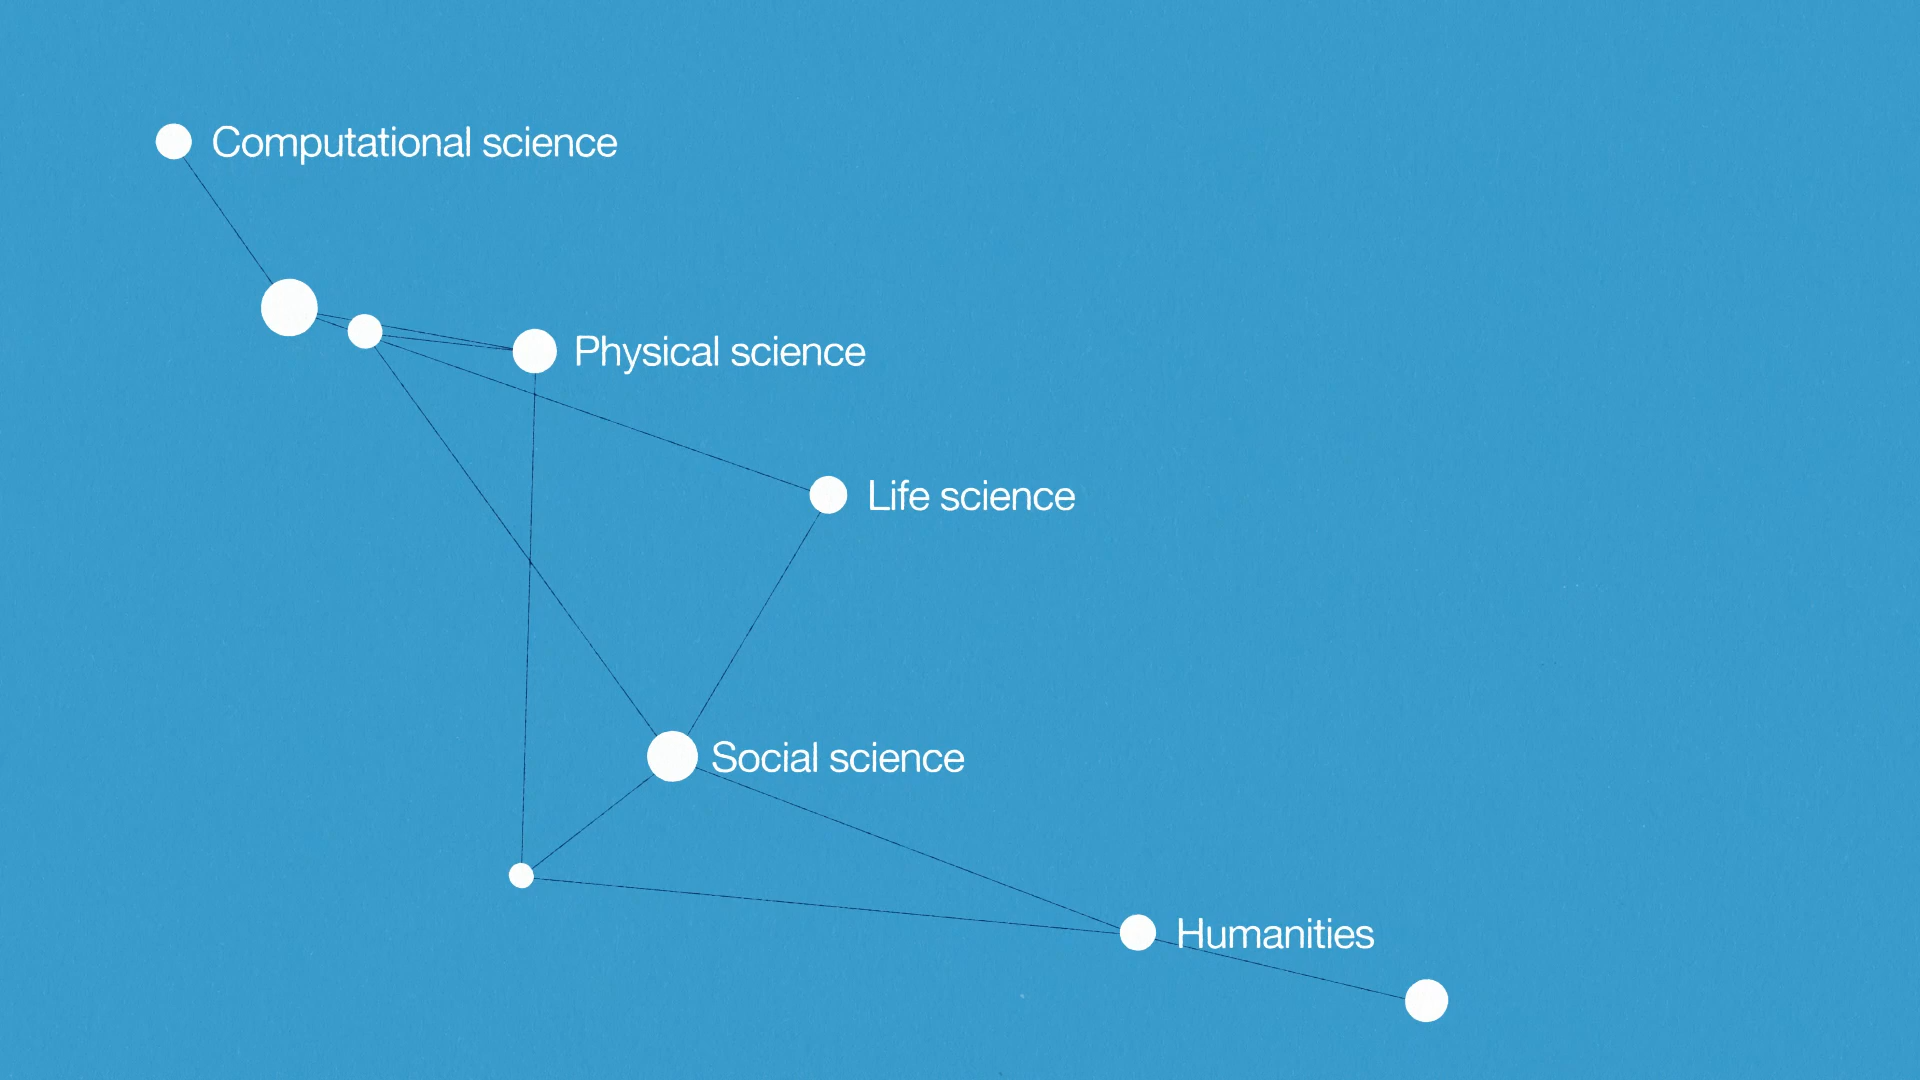 Computational science
Physical science
Life science
Social science
Humanities